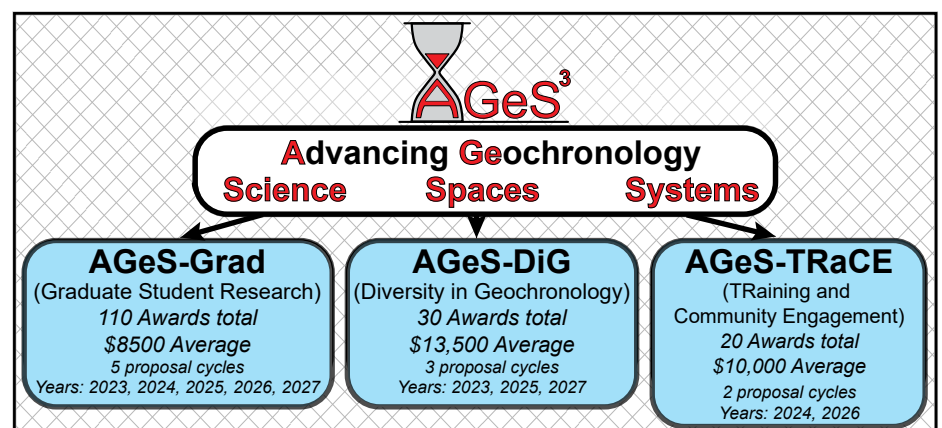 AGeS³
Advancing Geochronology
Science Spaces Systems
AGeS-Grad
(Graduate Student Research)
110 Awards total
$8500 Average
5 proposal cycles
Years: 2023, 2024, 2025, 2026, 2027
AGeS-DiG
(Diversity in Geochronology)
30 Awards total
$13,500 Average
3 proposal cycles
Years: 2023, 2025, 2027
AGeS-TRaCE
(TRaining and
Community Engagement)
20 Awards total
$10,000 Average
2 proposal cycles
Years: 2024, 2026